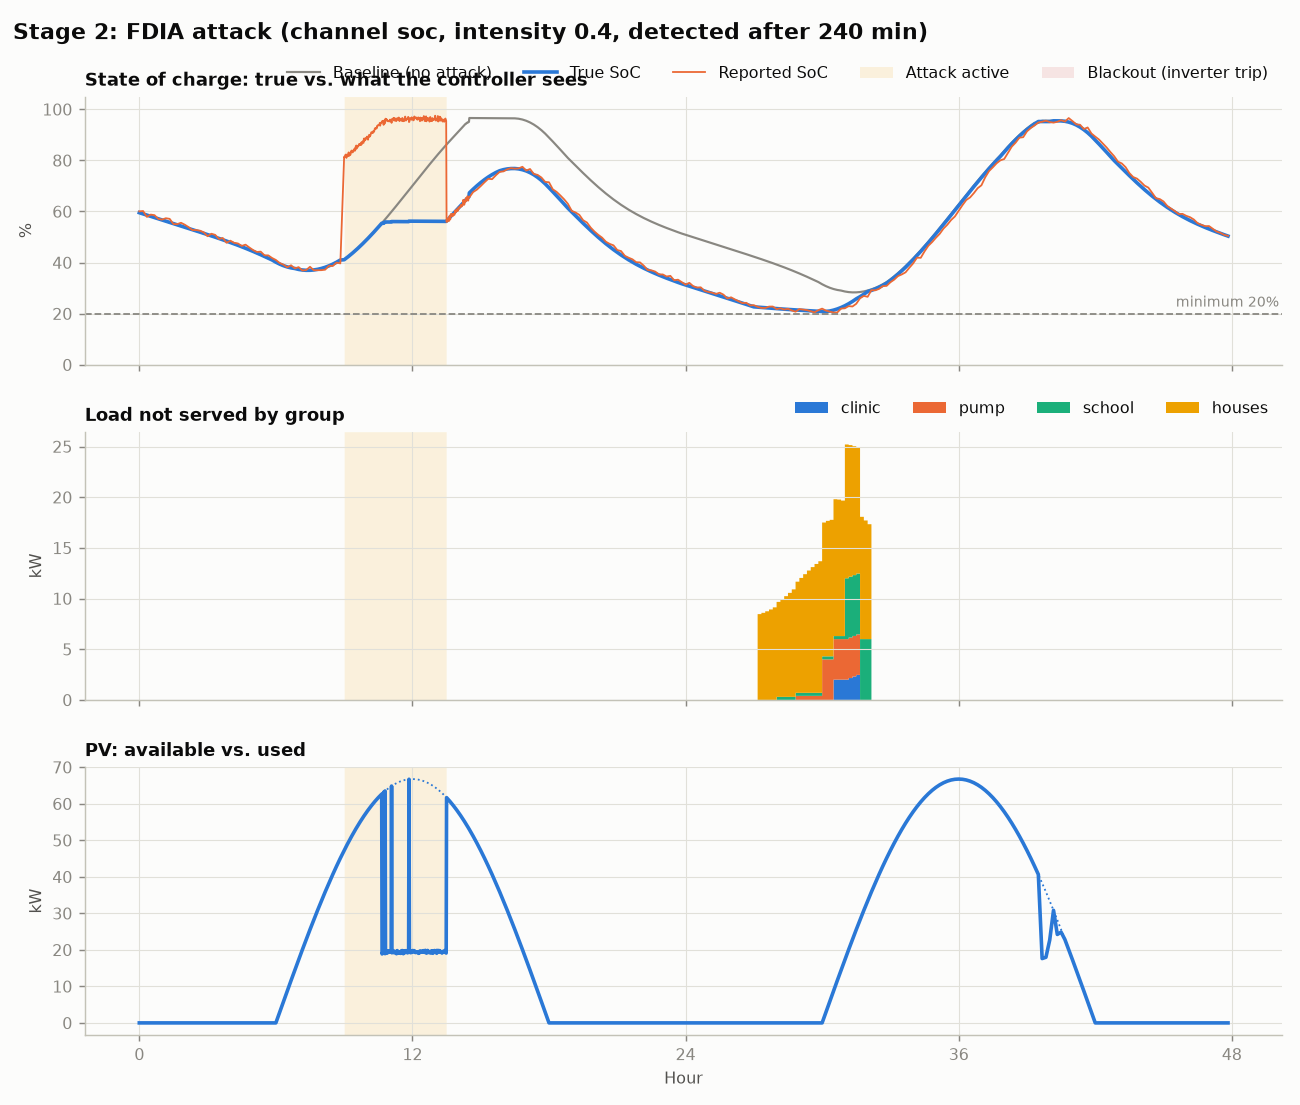 Stage 2: FDIA attack (channel soc, intensity 0.4, detected after 240 min)
Baseline (no attack) True SoC Reported SoC Attack active Blackout (inverter trip)
State of charge: true vs. what the controller sees
100
80
60
40
20
0
%
minimum 20%
Load not served by group
clinic pump school houses
25
20
15
10
5
0
kW
PV: available vs. used
70
60
50
40
30
20
10
0
kW
0 12 24 36 48
Hour